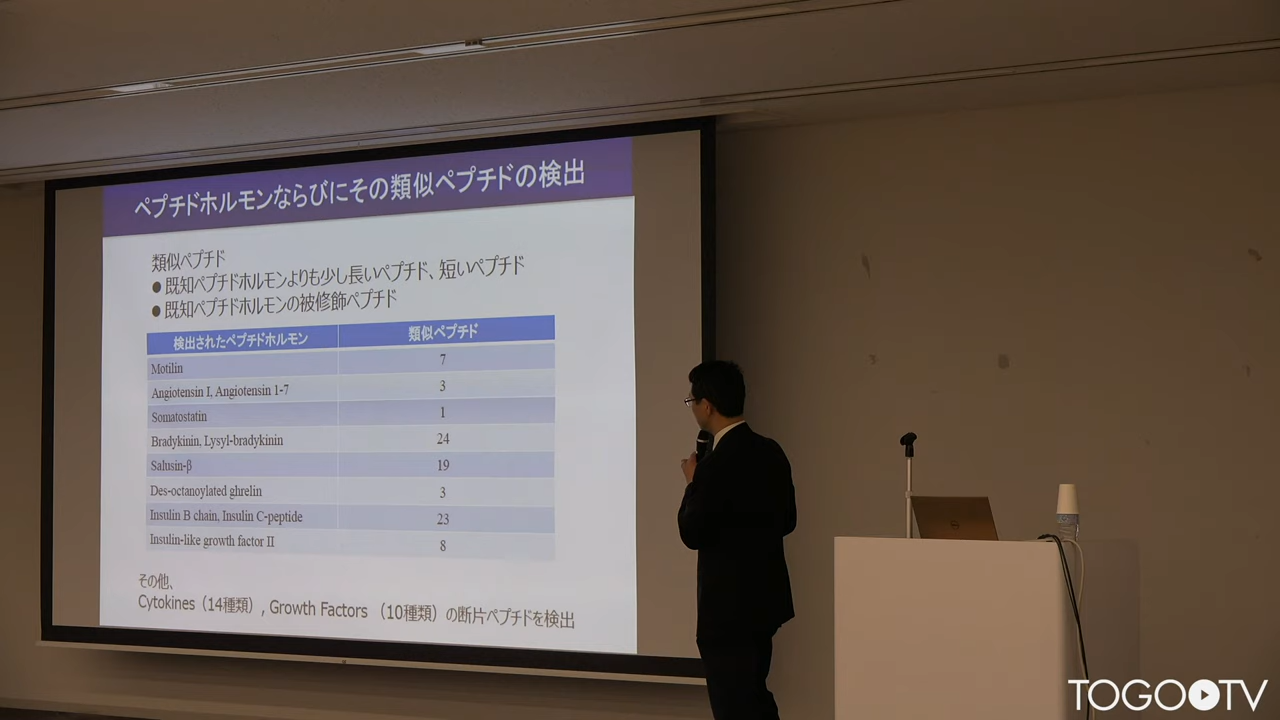 ペプチドホルモンならびにその類似ペプチドの検出
類似ペプチド
● 既知ペプチドホルモンよりも少し長いペプチド、短いペプチド
● 既知ペプチドホルモンの被修飾ペプチド
検出されたペプチドホルモン 類似ペプチド
Motilin 7
Angiotensin I, Angiotensin 1-7 3
Somatostatin 1
Bradykinin, Lysyl-bradykinin 24
Salusin-β 19
Des-octanoylated ghrelin 3
Insulin B chain, Insulin C-peptide 23
Insulin-like growth factor II 8
その他、
Cytokines（14種類）, Growth Factors （10種類）の断片ペプチドを検出
TOGOTV